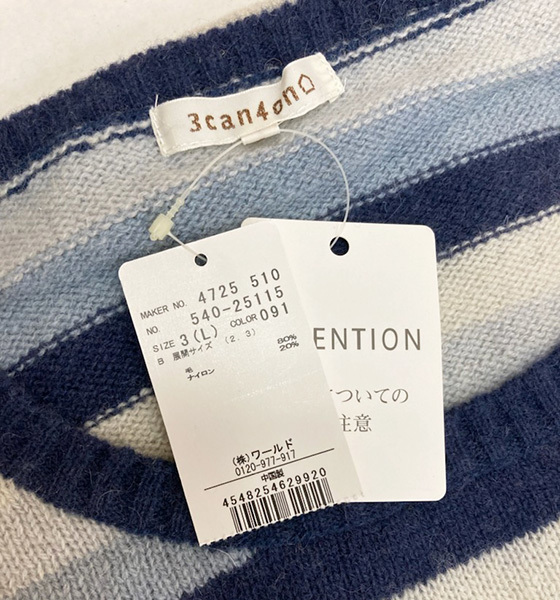 3can4on
MAKER NO. 4725 510
NO. 540-25115
SIZE 3(L) COLOR 091
B 展開サイズ (2.3)
毛 80%
ナイロン 20%
(株)ワールド
0120-977-917
中国製
4548254629920
ENTION
ついての
注意